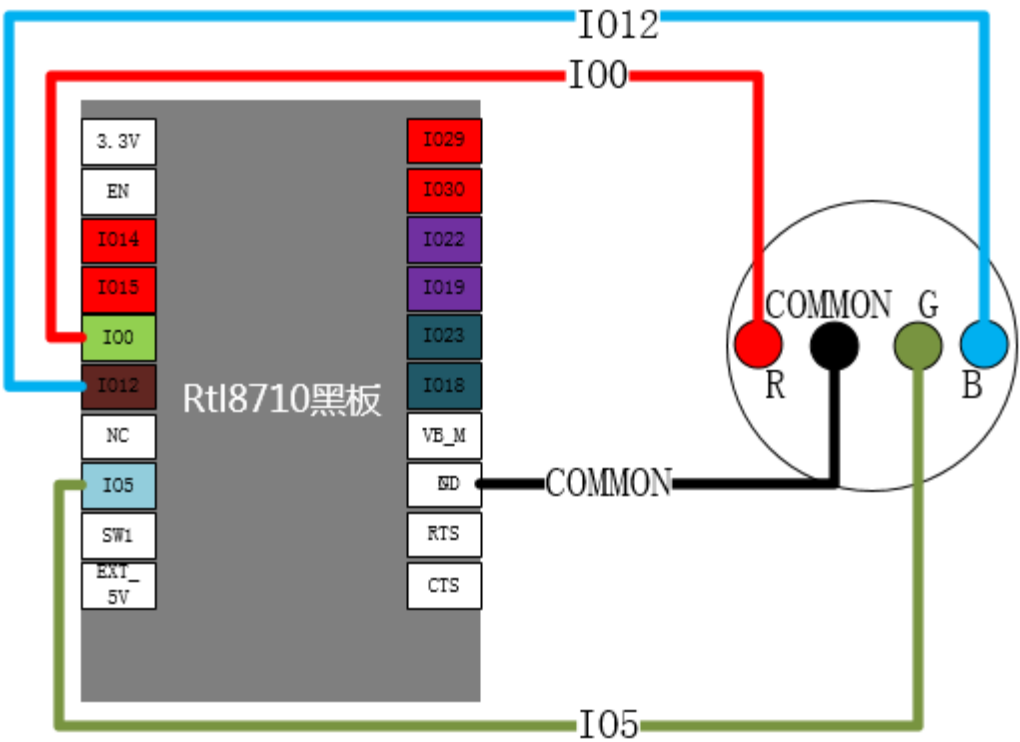 IO12
IO0
3.3V
EN
IO14
IO15
IO0
IO12
NC
IO5
SW1
EXT_
5V
Rtl8710黑板
IO29
IO30
IO22
IO19
IO23
IO18
VB_M
RTS
CTS
COMMON
COMMON
G
R
B
IO5